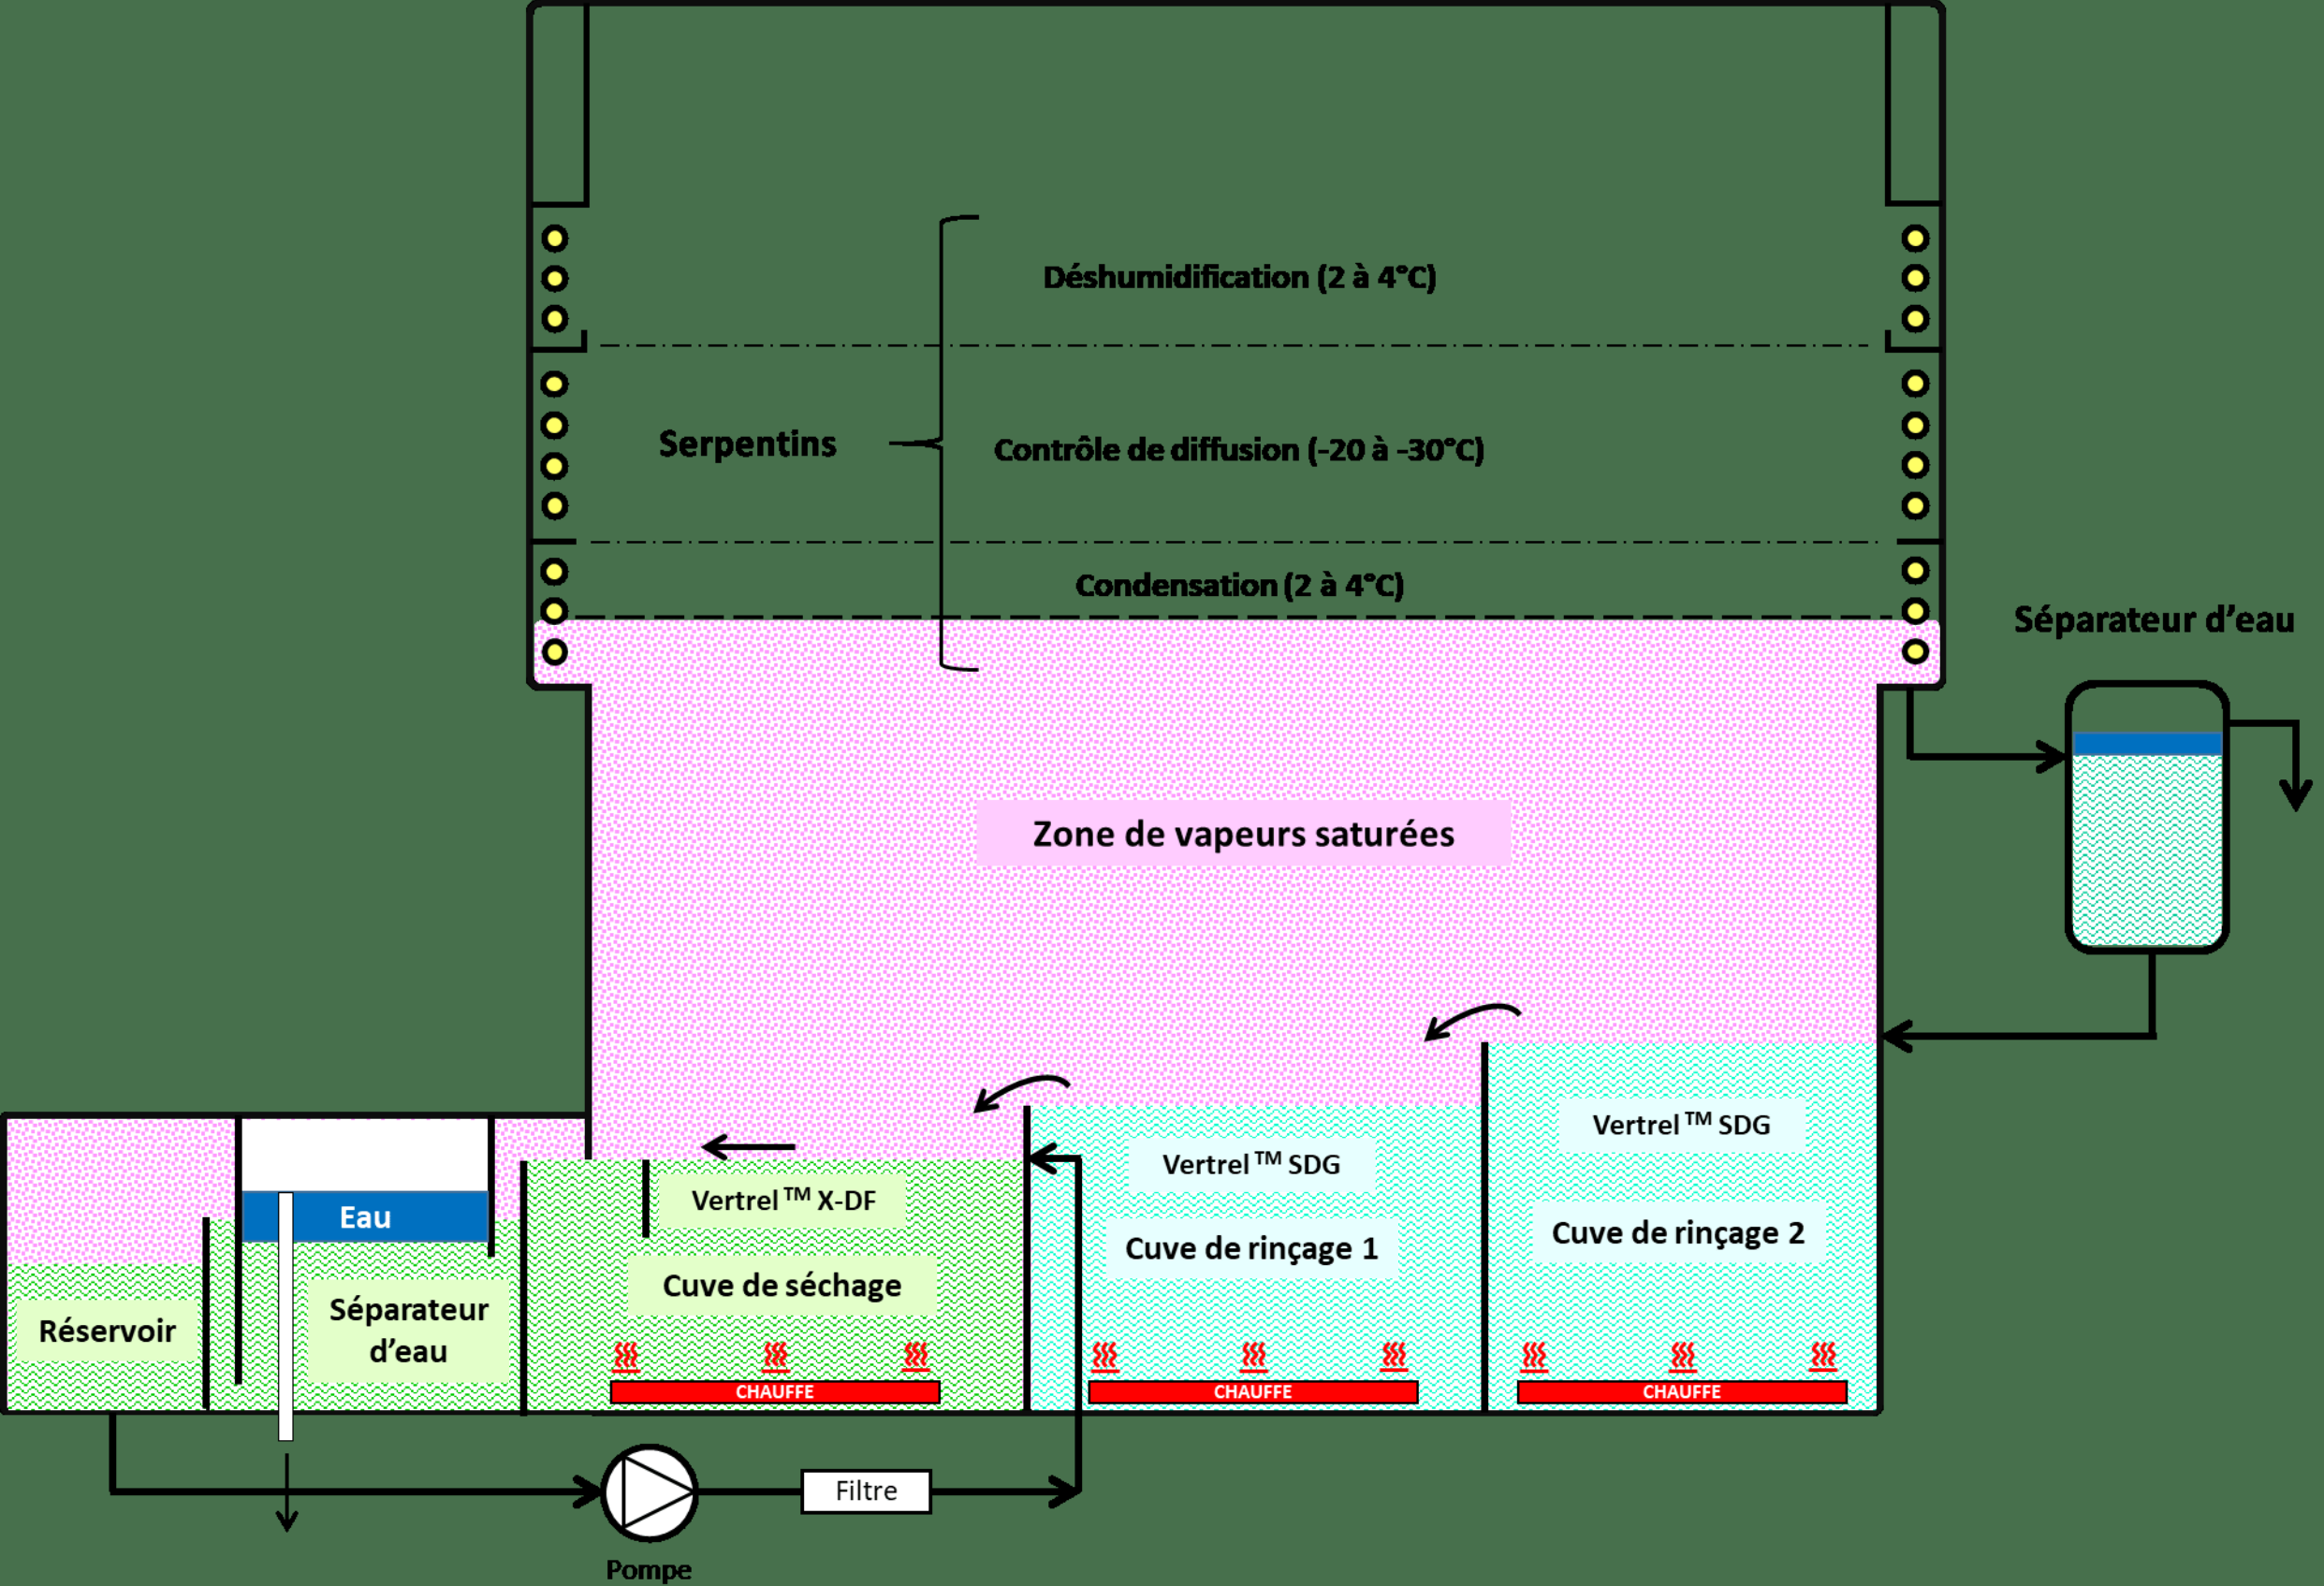 Déshumidification (2 à 4°C)
Serpentins
Contrôle de diffusion (-20 à -30°C)
Condensation (2 à 4°C)
Séparateur d’eau
Zone de vapeurs saturées
Vertrel™ SDG
Cuve de rinçage 2
Vertrel™ SDG
Cuve de rinçage 1
Vertrel™ X-DF
Cuve de séchage
Eau
Séparateur
d’eau
Réservoir
CHAUFFE
CHAUFFE
CHAUFFE
Filtre
Pompe